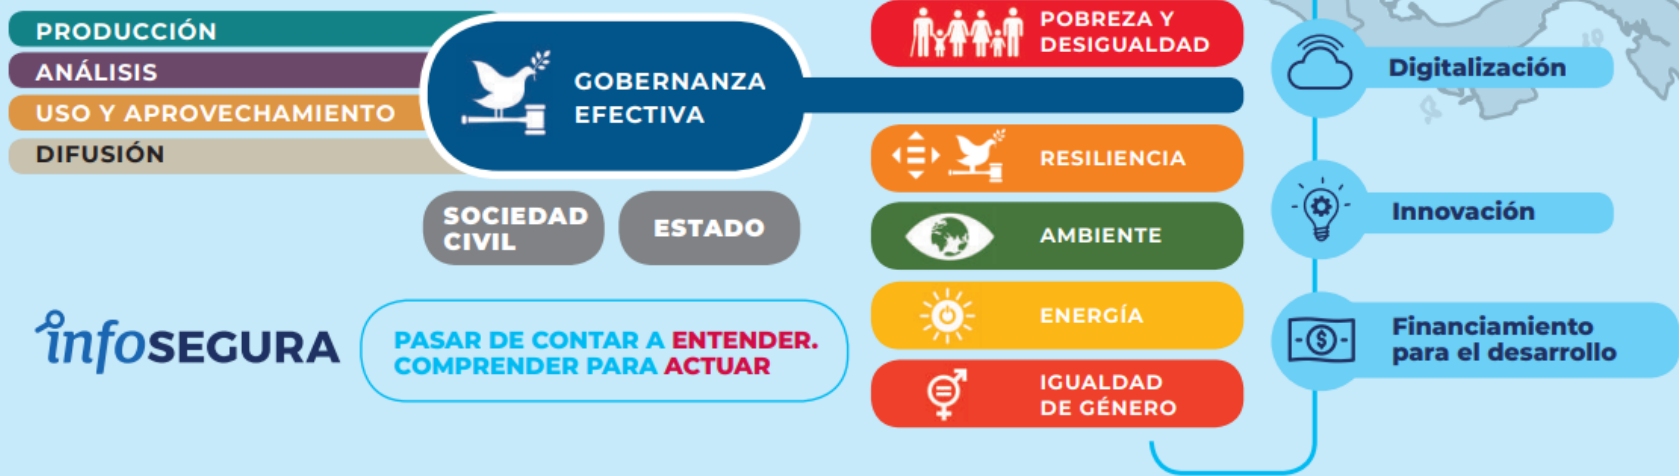 PRODUCCIÓN
ANÁLISIS
USO Y APROVECHAMIENTO
DIFUSIÓN
GOBERNANZA
EFECTIVA
SOCIEDAD
CIVIL
ESTADO
infoSEGURA
PASAR DE CONTAR A ENTENDER.
COMPRENDER PARA ACTUAR
POBREZA Y
DESIGUALDAD
RESILIENCIA
AMBIENTE
ENERGÍA
IGUALDAD
DE GÉNERO
Digitalización
Innovación
Financiamiento
para el desarrollo